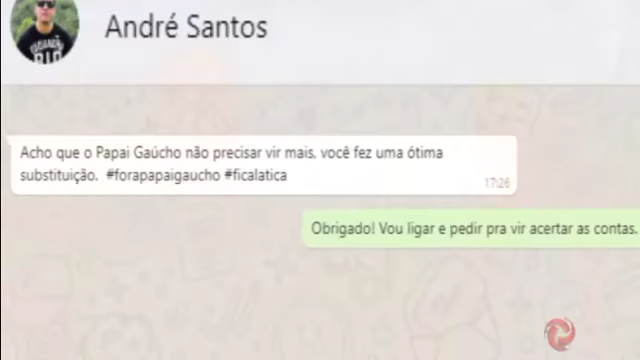 André Santos
Acho que o Papai Gaúcho não precisar vir mais, você fez uma ótima
substituição. #forapapaigaucho #ficalatica
17:26
Obrigado! Vou ligar e pedir pra vir acertar as contas.